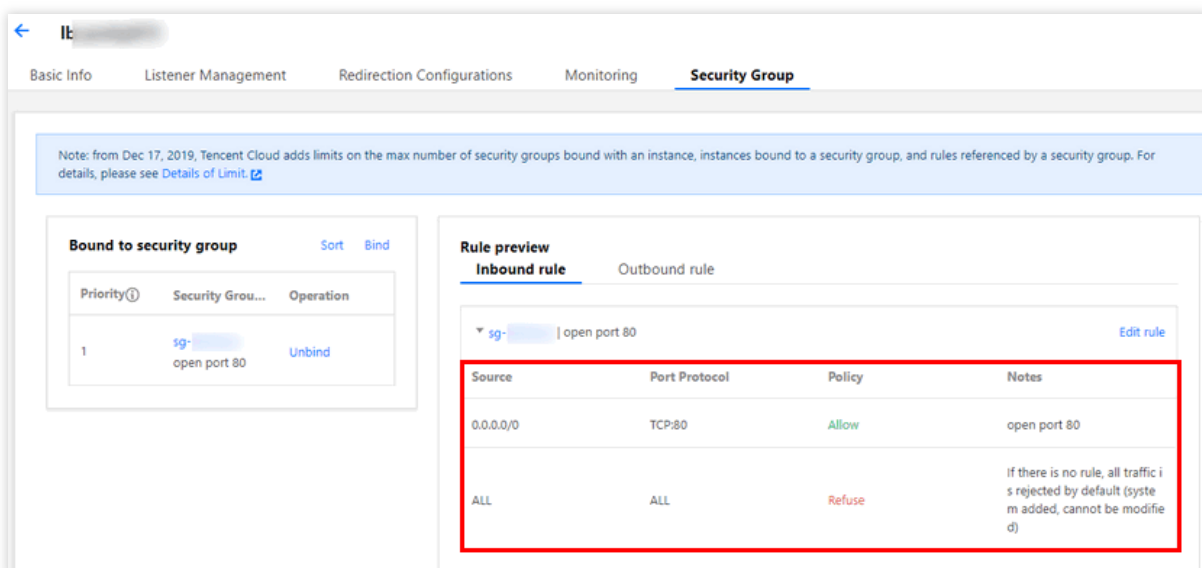 lb
Basic Info Listener Management Redirection Configurations Monitoring Security Group
Note: from Dec 17, 2019, Tencent Cloud adds limits on the max number of security groups bound with an instance, instances bound to a security group, and rules referenced by a security group. For
details, please see Details of Limit.
Bound to security group Sort Bind
Priority Security Grou... Operation
1 sg- Unbind
open port 80
Rule preview
Inbound rule Outbound rule
sg- | open port 80 Edit rule
Source Port Protocol Policy Notes
0.0.0.0/0 TCP:80 Allow open port 80
ALL ALL Refuse If there is no rule, all traffic i
s rejected by default (syste
m added, cannot be modifie
d)